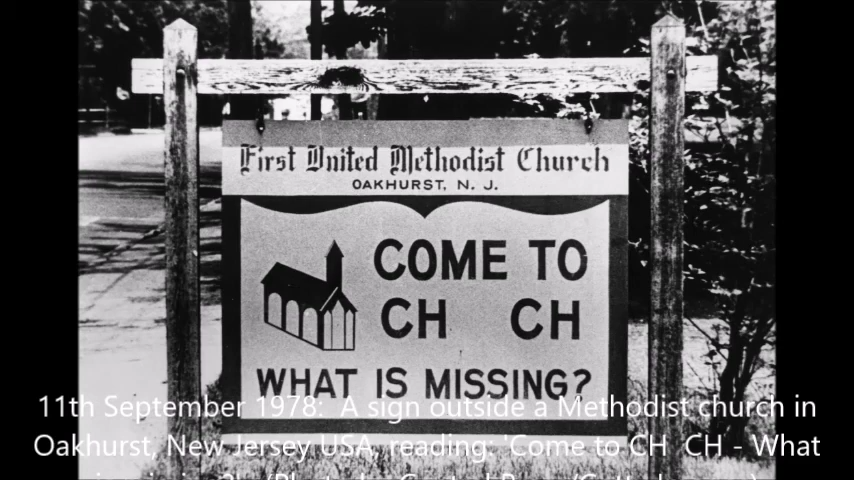 First United Methodist Church
OAKHURST, N. J.
COME TO
CH CH
WHAT IS MISSING?
11th September 1978: A sign outside a Methodist church in
Oakhurst, New Jersey USA, reading: 'Come to CH CH - What